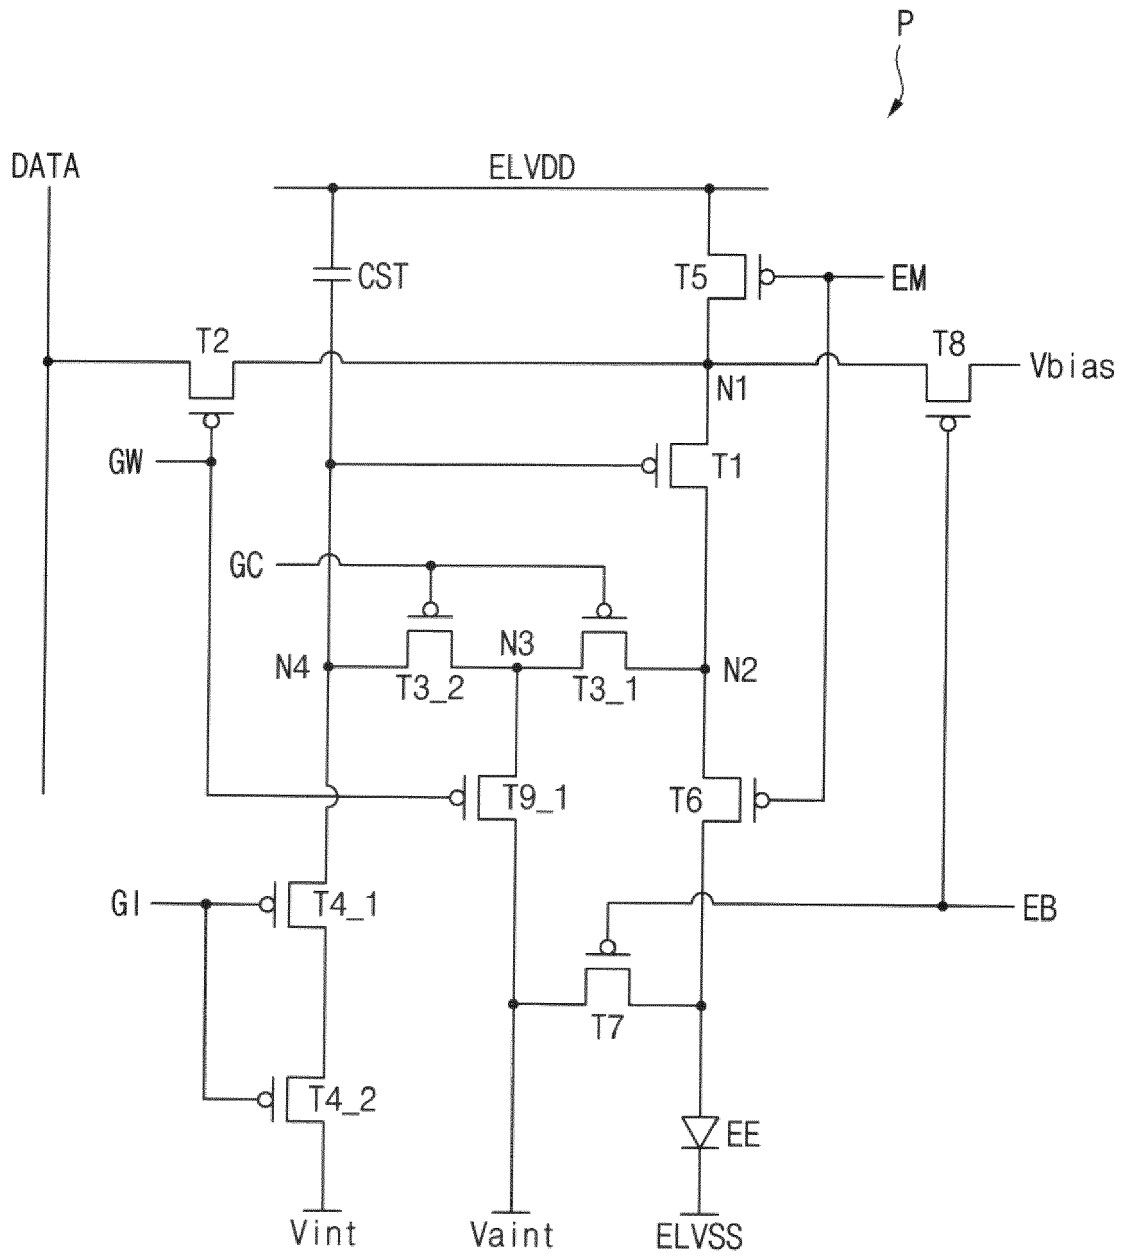 P
DATA
ELVDD
CST
T5
EM
T2
T8
Vbias
N1
GW
T1
GC
N3
N4
N2
T3_2
T3_1
T9_1
T6
GI
T4_1
EB
T7
T4_2
EE
Vint
Vaint
ELVSS